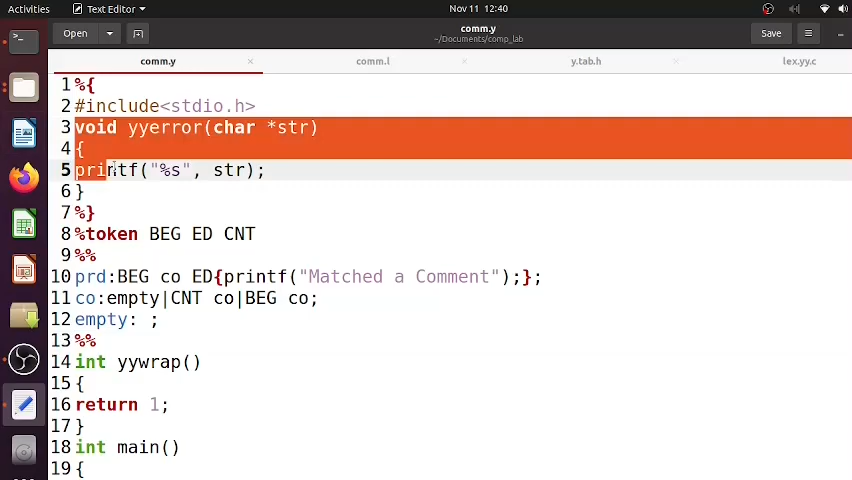 Activities
Text Editor
Nov 11 12:40
Open
comm.y
~/Documents/comp_lab
Save
comm.y
comm.l
y.tab.h
lex.yy.c
1 %{
2 #include<stdio.h>
3 void yyerror(char *str)
4 {
5 printf("%s", str);
6 }
7 %}
8 %token BEG ED CNT
9 %%
10 prd:BEG co ED{printf("Matched a Comment");};
11 co:empty|CNT co|BEG co;
12 empty: ;
13 %%
14 int yywrap()
15 {
16 return 1;
17 }
18 int main()
19 {